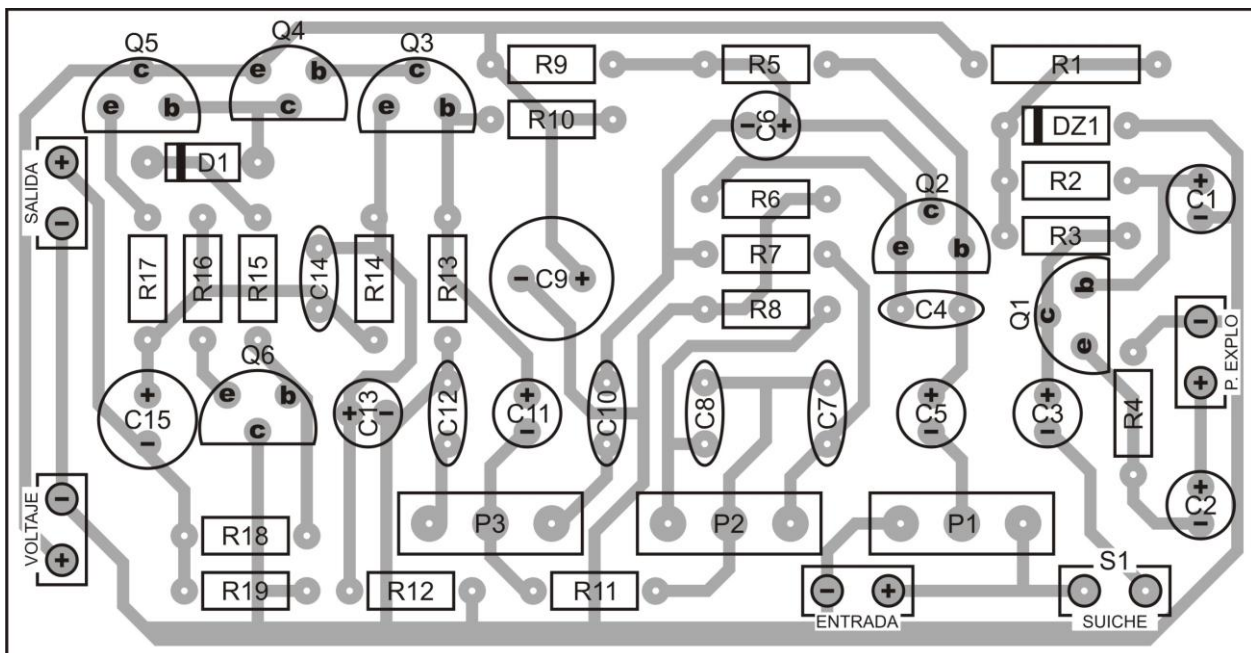 Q5
Q4
Q3
c
e
b
c
e
b
e
b
c
R9
R5
R1
R10
- C6 +
DZ1
+
-
SALIDA
D1
R2
R6
Q2
c
e
b
+
C1
-
R3
R7
R17
R16
R15
C14
R14
R13
- C9 +
R8
C4
Q1
b
c
e
-
+
P. EXPLO
Q6
e
b
c
+
C15
-
+ C13 -
C12
+
C11
-
C10
C8
C7
+
C5
-
+
C3
-
R4
+
C2
-
-
+
VOLTAJE
R18
P3
P2
P1
R19
R12
R11
-
+
ENTRADA
S1
SUICHE